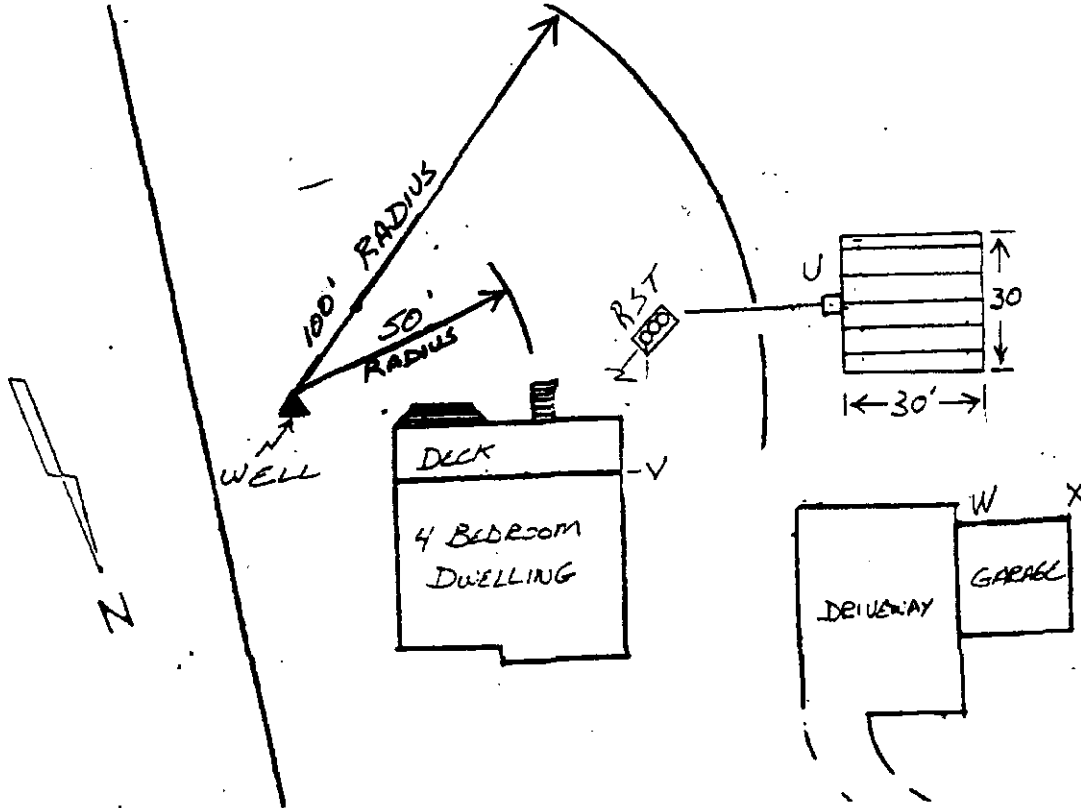 100' RADIUS
50'
RADIUS
WELL
RST
Z
U
30
30'
DECK
V
4 BEDROOM
DWELLING
W
X
DRIVEWAY
GARAGE
N